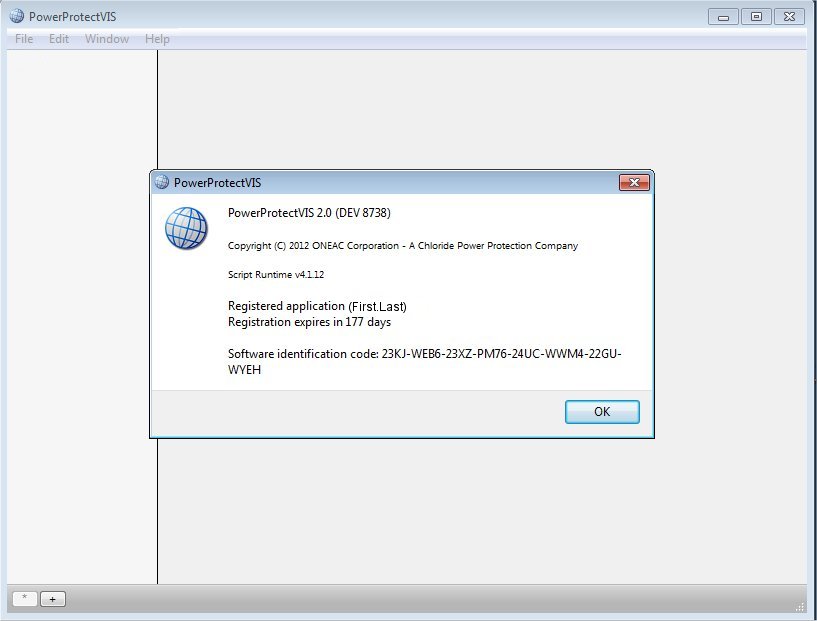 PowerProtectVIS
File Edit Window Help
PowerProtectVIS
PowerProtectVIS 2.0 (DEV 8738)
Copyright (C) 2012 ONEAC Corporation - A Chloride Power Protection Company
Script Runtime v4.1.12
Registered application (First.Last)
Registration expires in 177 days
Software identification code: 23KJ-WEB6-23XZ-PM76-24UC-WWM4-22GU-
WYEH
OK
* +